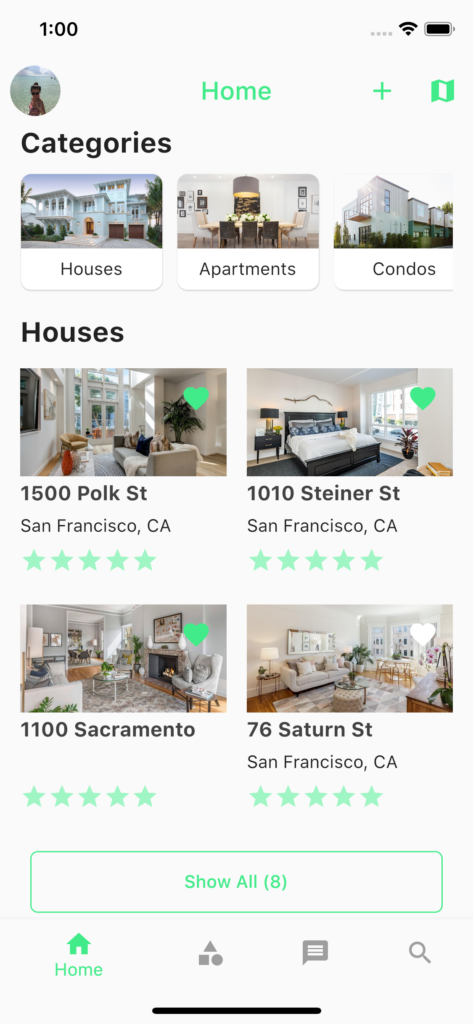 1:00
Home
Categories
Houses
Apartments
Condos
Houses
1500 Polk St
San Francisco, CA
1010 Steiner St
San Francisco, CA
1100 Sacramento
76 Saturn St
San Francisco, CA
Show All (8)
Home